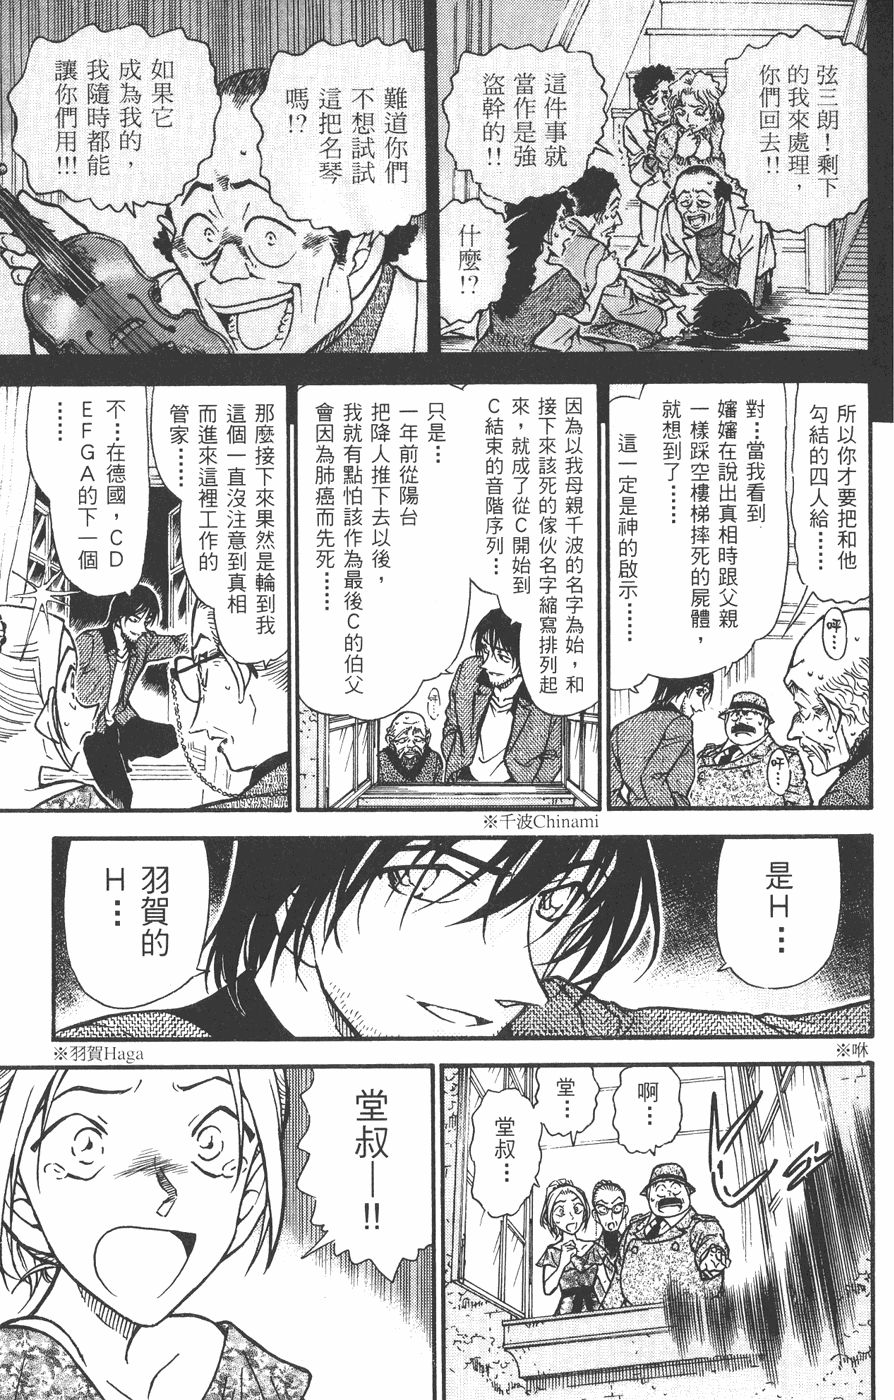 弦三朗！剩下
的我來處理，
你們回去！！
這件事就
當作是強
盜幹的！！
什麼！？
難道你們
不想試試
這把名琴
嗎！？
如果它
成為我的，
我隨時都能
讓你們用！！！
所以你才要把和他
勾結的四人給……
對…當我看到
嬸嬸在說出真相時跟父親
一樣踩空樓梯摔死的屍體，
就想到了……
這一定是神的啟示……
呼…
呼…
因為以我母親千波的名字為始，和
接下來該死的傢伙名字縮寫排列起
來，就成了從C開始到
C結束的音階序列…
只是…
一年前從陽台
把降人推下去以後，
我就有點怕該作為最後C的伯父
會因為肺癌而先死……
※千波Chinami
那麼接下來果然是輪到我
這個一直沒注意到真相
而進來這裡工作的
管家……
不…在德國，CD
EFGA的下一個
……
是H…
羽賀的
H…
※羽賀Haga
※咻
啊…
堂…
堂叔…
堂叔—！！